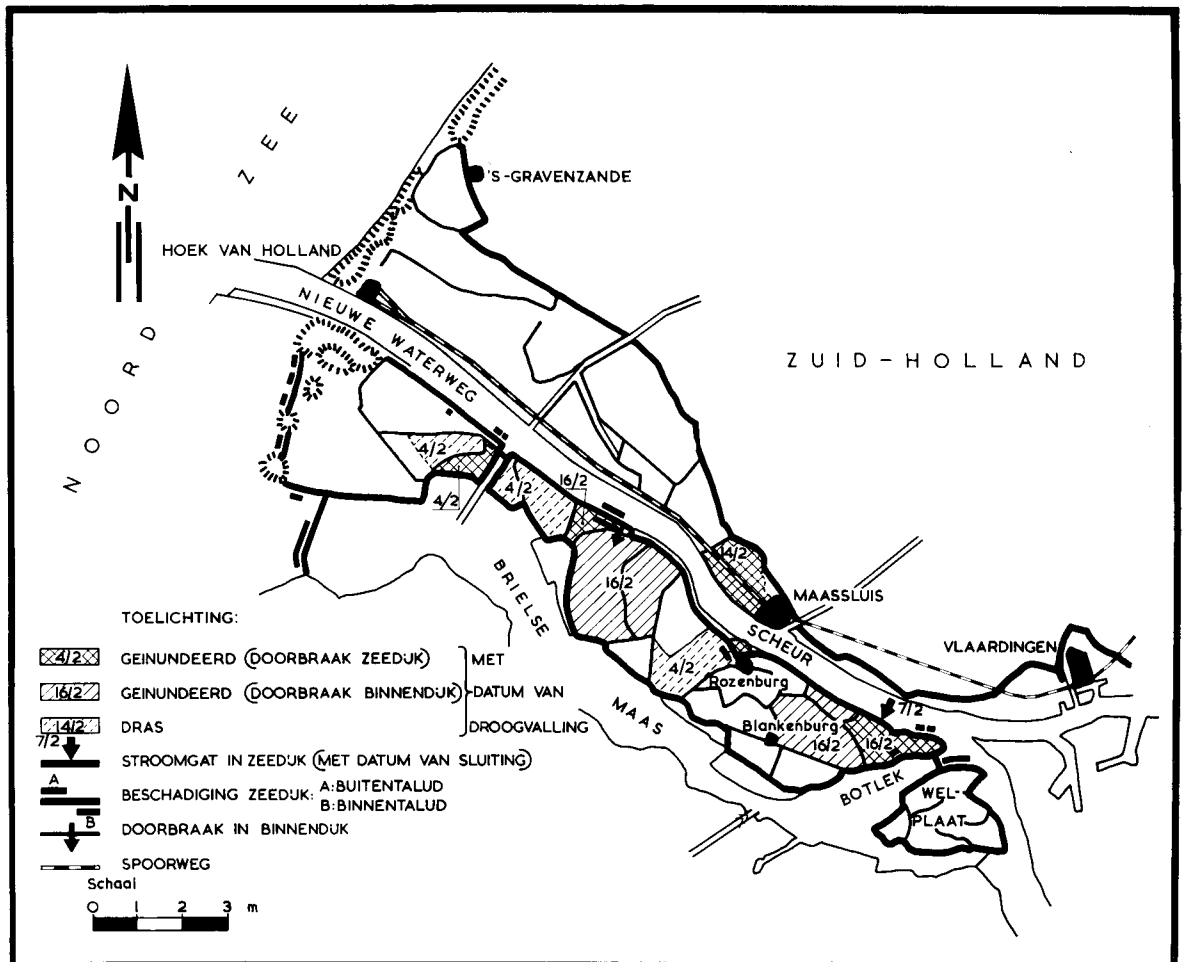 N
NOORD ZEE
'S-GRAVENZANDE
HOEK VAN HOLLAND
NIEUWE WATERWEG
ZUID-HOLLAND
4/2
4/2
4/2
16/2
16/2
14/2
MAASSLUIS
BRIELSE
MAAS
SCHEUR
VLAARDINGEN
4/2
Rozenburg
7/2
Blankenburg
16/2
16/2
BOTLEK
WEL-
PLAAT
TOELICHTING:
4/2 GEINUNDEERD (DOORBRAAK ZEEDIJK)
16/2 GEINUNDEERD (DOORBRAAK BINNENDIJK)
14/2 DRAS
MET
DATUM VAN
DROOGVALLING
7/2 STROOMGAT IN ZEEDIJK (MET DATUM VAN SLUITING)
A B BESCHADIGING ZEEDIJK: A:BUITENTALUD
B:BINNENTALUD
DOORBRAAK IN BINNENDIJK
SPOORWEG
Schaal
0 1 2 3 m